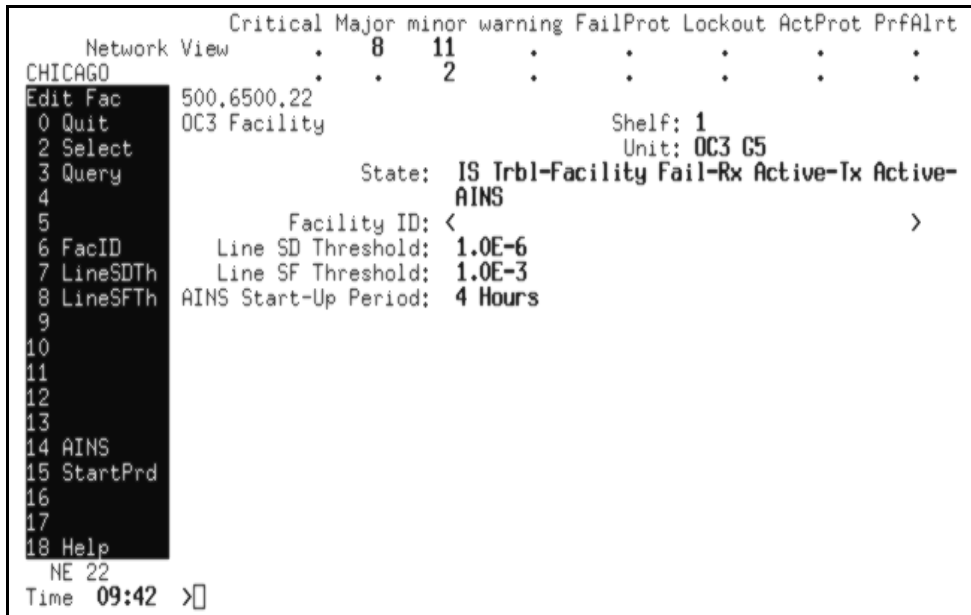 Critical Major minor warning FailProt Lockout ActProt PrfAlrt
Network View . 8 11 . . . . .
CHICAGO . . 2 . . . . .
Edit Fac 500.6500.22
0 Quit OC3 Facility Shelf: 1
2 Select Unit: OC3 G5
3 Query State: IS Trbl-Facility Fail-Rx Active-Tx Active-
4 AINS
5 Facility ID: < >
6 FacID Line SD Threshold: 1.0E-6
7 LineSDTh Line SF Threshold: 1.0E-3
8 LineSFTh AINS Start-Up Period: 4 Hours
9
10
11
12
13
14 AINS
15 StartPrd
16
17
18 Help
NE 22
Time 09:42 >